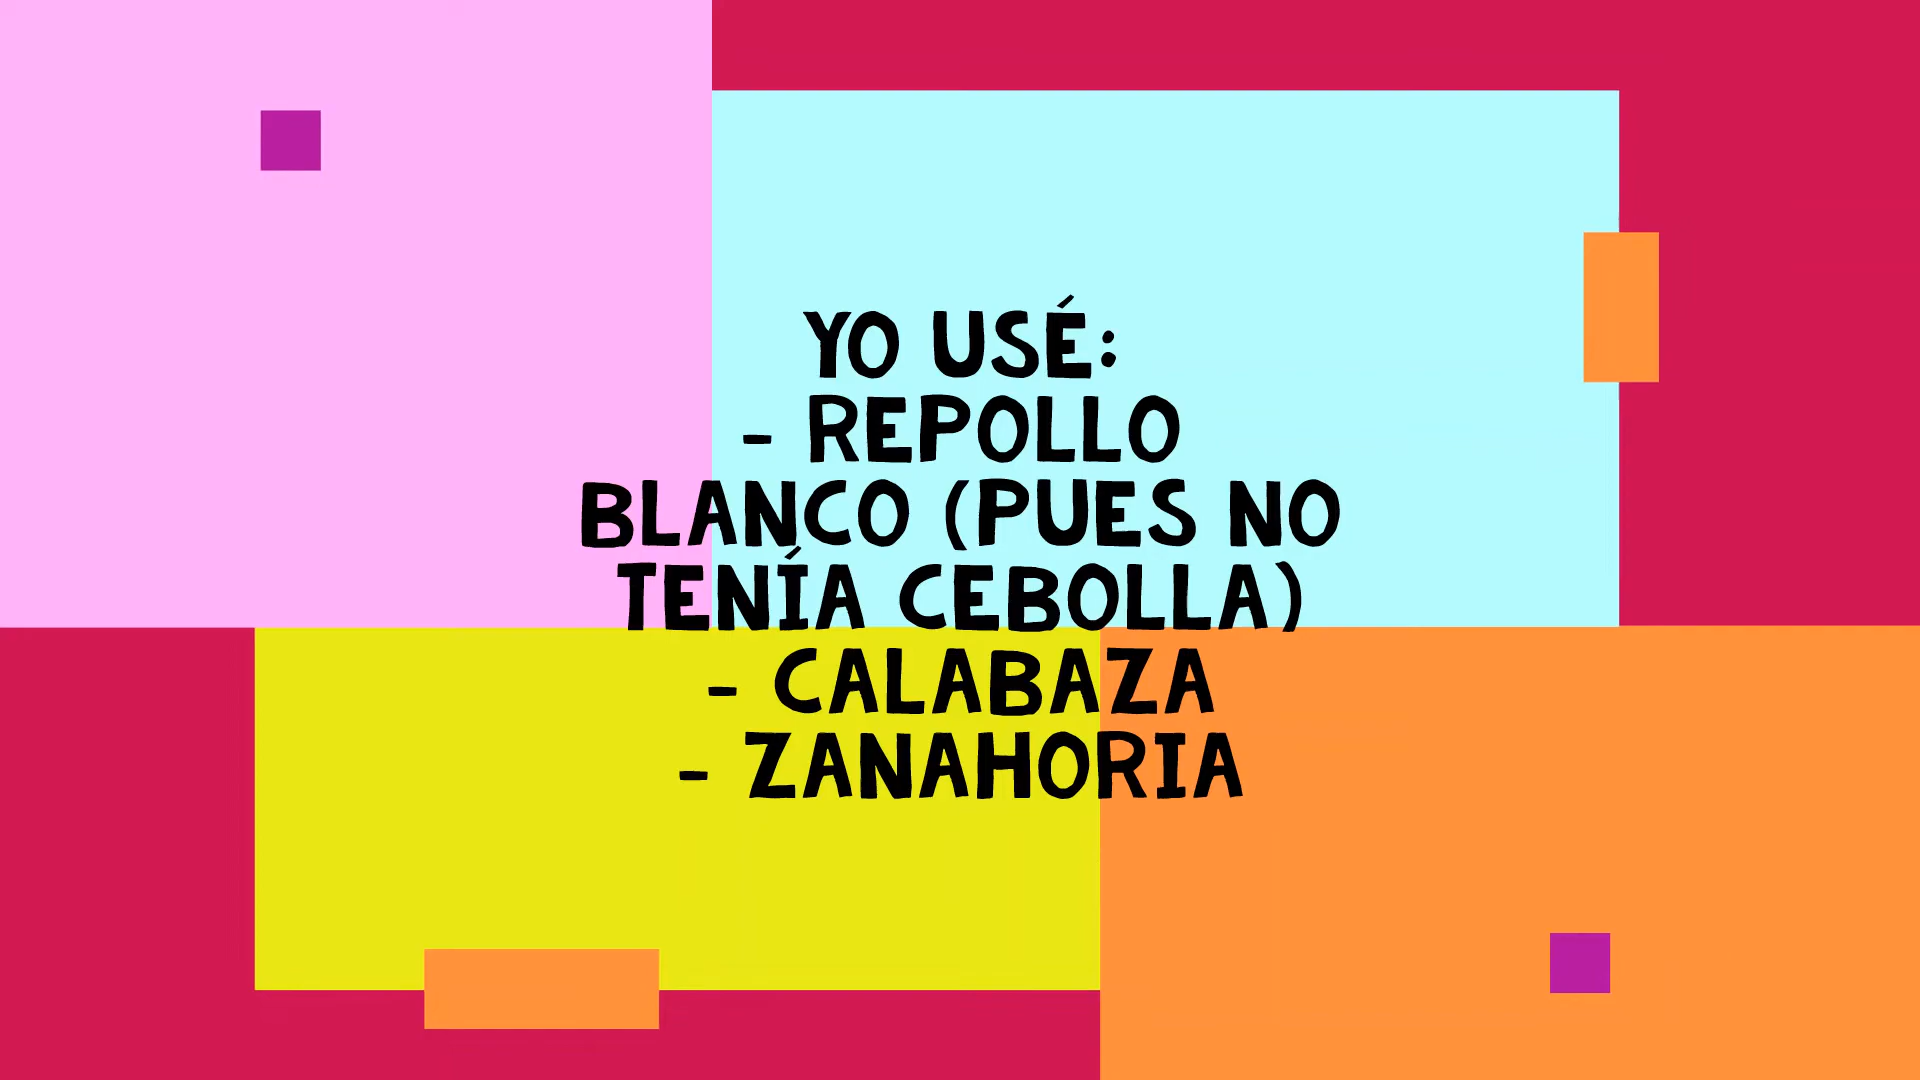 YO USÉ:
- REPOLLO
BLANCO (PUES NO
TENÍA CEBOLLA)
- CALABAZA
- ZANAHORIA